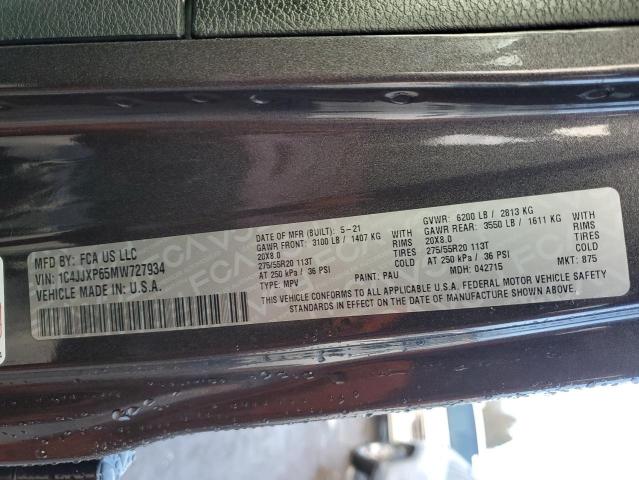 MFD BY: FCA US LLC
VIN: 1C4JJXP65MW727934
VEHICLE MADE IN: U.S.A.
DATE OF MFR (BUILT): 5-21
GAWR FRONT: 3100 LB / 1407 KG WITH
20X8.0 RIMS
275/55R20 113T TIRES
AT 250 kPa / 36 PSI COLD
TYPE: MPV PAINT: PAU
GVWR: 6200 LB / 2813 KG
GAWR REAR: 3550 LB / 1611 KG WITH
20X8.0 RIMS
275/55R20 113T TIRES
AT 250 kPa / 36 PSI COLD
MDH: 042715 MKT: 875
THIS VEHICLE CONFORMS TO ALL APPLICABLE U.S.A. FEDERAL MOTOR VEHICLE SAFETY
STANDARDS IN EFFECT ON THE DATE OF MANUFACTURE SHOWN ABOVE.